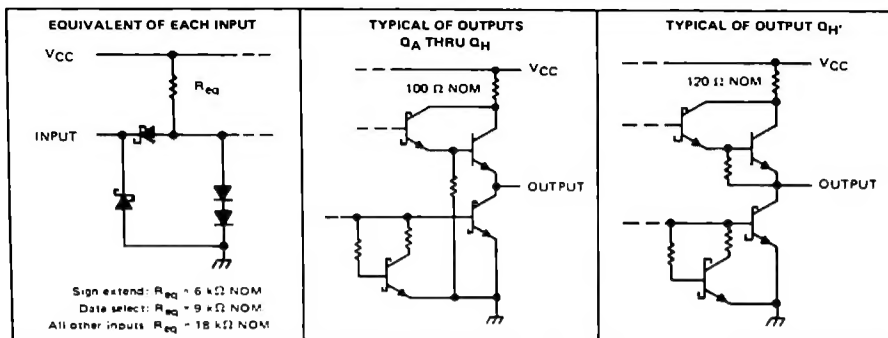 EQUIVALENT OF EACH INPUT
VCC
Req
INPUT
Sign extend: Req = 6 kΩ NOM
Data select: Req = 9 kΩ NOM
All other inputs: Req = 18 kΩ NOM
TYPICAL OF OUTPUTS
QA THRU QH
VCC
100 Ω NOM
OUTPUT
TYPICAL OF OUTPUT QH'
VCC
120 Ω NOM
OUTPUT